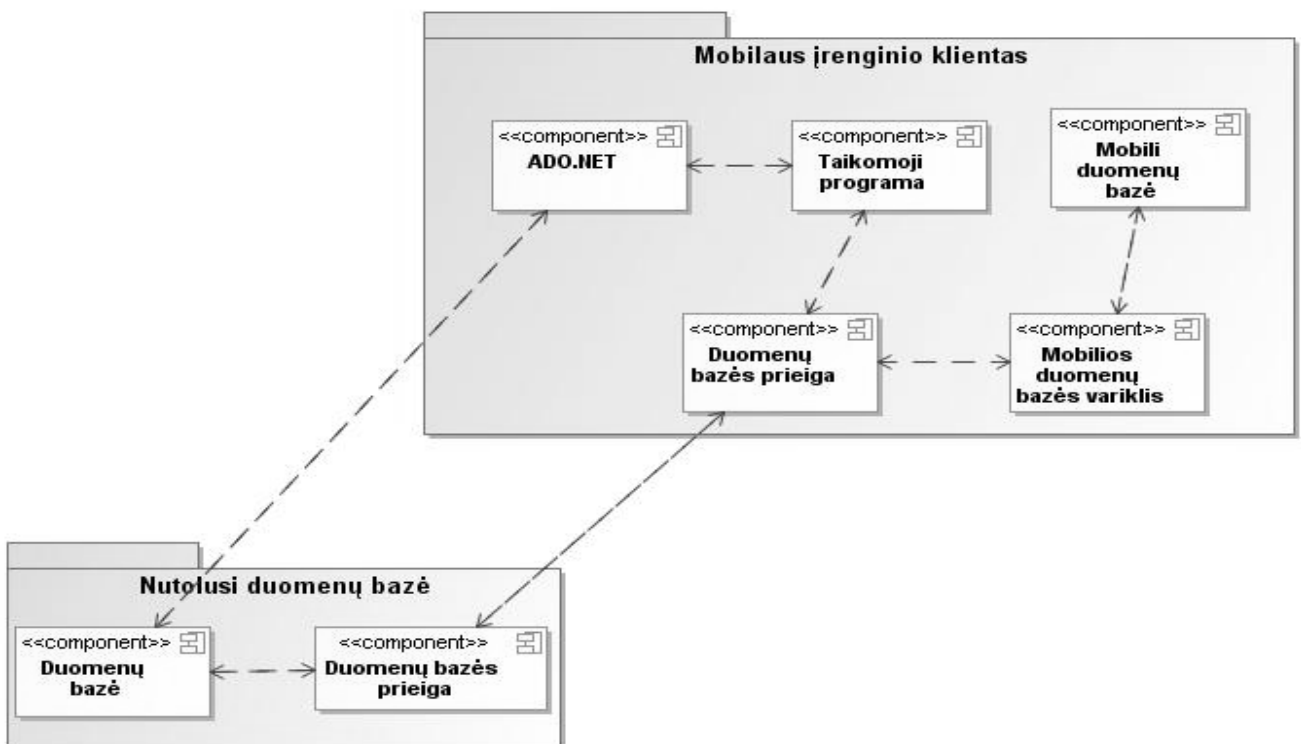 Mobilaus įrenginio klientas
<<component>>
ADO.NET
<<component>>
Taikomoji
programa
<<component>>
Mobili
duomenų
bazė
<<component>>
Duomenų
bazės prieiga
<<component>>
Mobilios
duomenų
bazės variklis
Nutolusi duomenų bazė
<<component>>
Duomenų
bazė
<<component>>
Duomenų bazės
prieiga